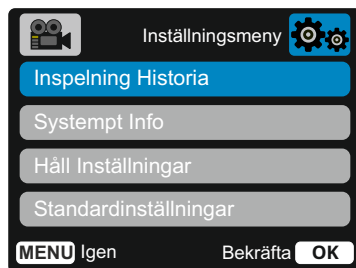 Inställningsmeny
Inspelning Historia
Systempt Info
Håll Inställningar
Standardinställningar
MENU Igen Bekräfta OK